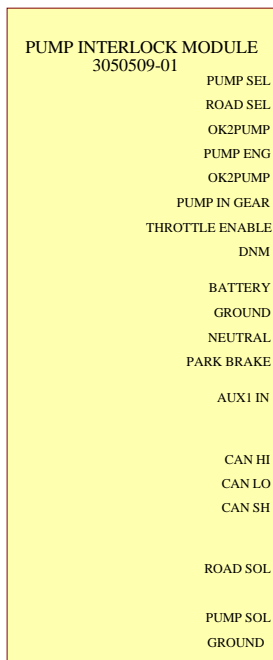 PUMP INTERLOCK MODULE
3050509-01
PUMP SEL
ROAD SEL
OK2PUMP
PUMP ENG
OK2PUMP
PUMP IN GEAR
THROTTLE ENABLE
DNM
BATTERY
GROUND
NEUTRAL
PARK BRAKE
AUX1 IN
CAN HI
CAN LO
CAN SH
ROAD SOL
PUMP SOL
GROUND